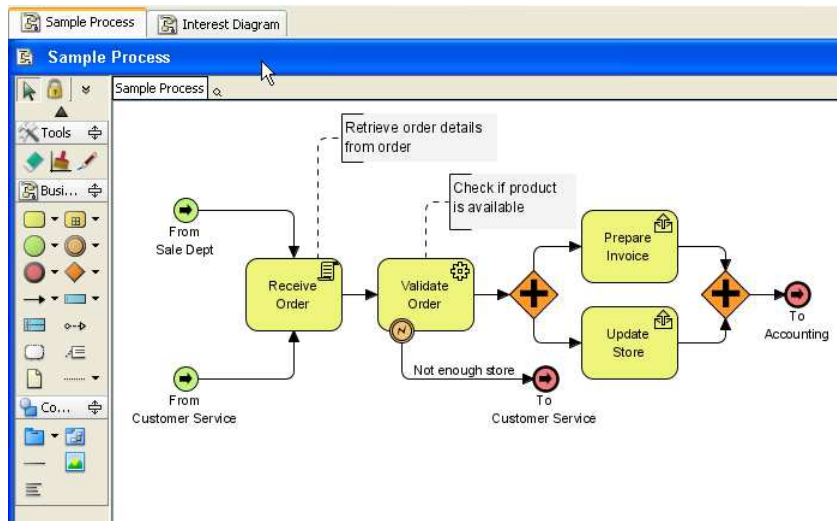 Sample Process
Interest Diagram
Sample Process
Sample Process
Tools
Busi...
Co...
Retrieve order details
from order
Check if product
is available
From
Sale Dept
Receive
Order
Validate
Order
Prepare
Invoice
Update
Store
To
Accounting
Not enough store
From
Customer Service
To
Customer Service